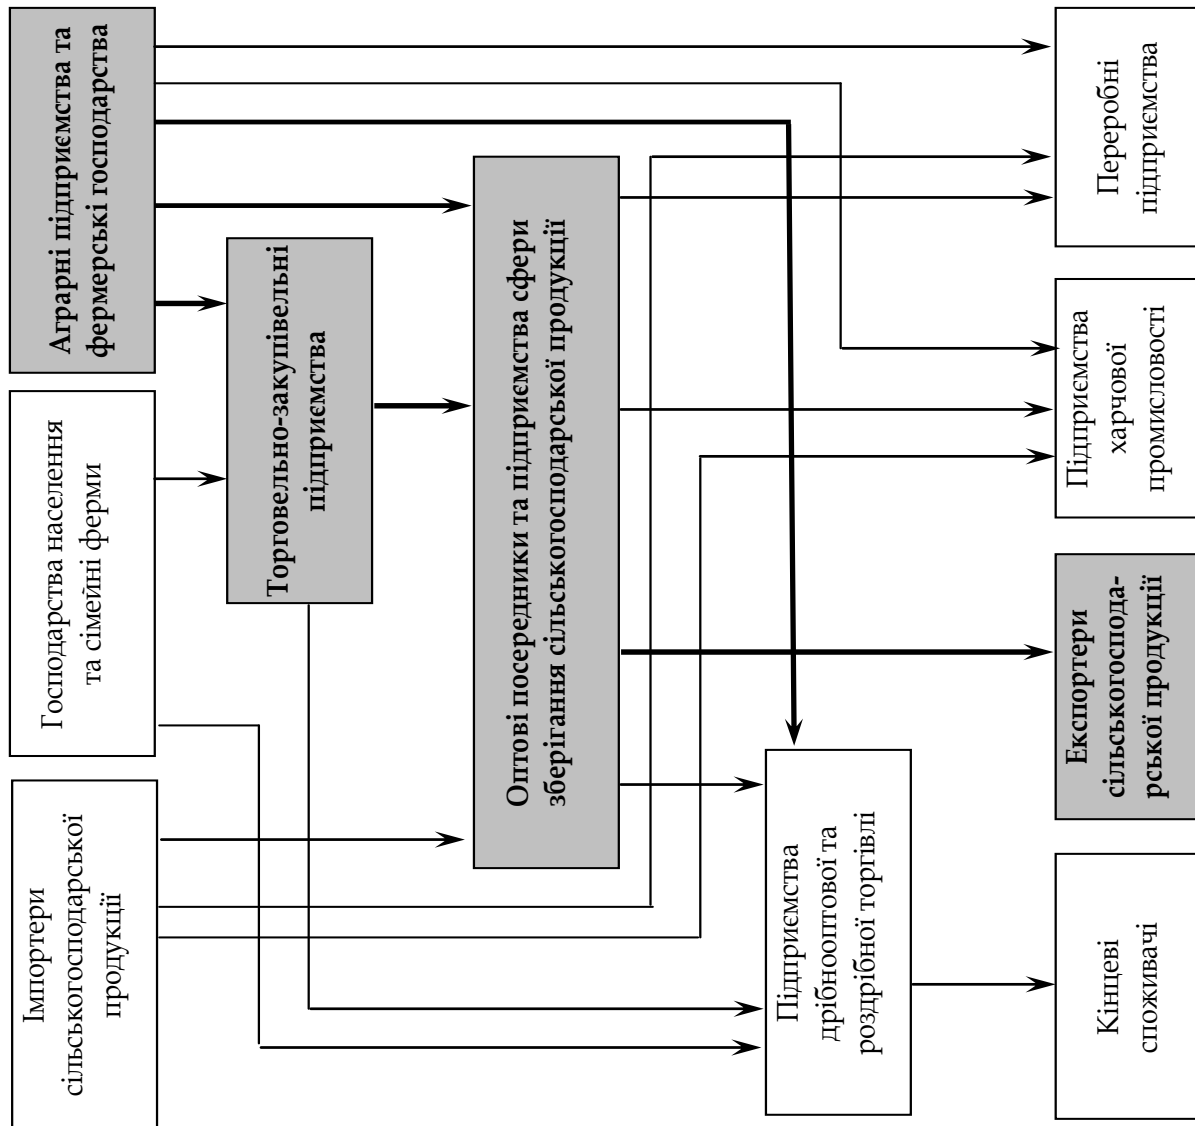 Імпортери
сільськогосподарської
продукції
Господарства населення
та сімейні ферми
Аграрні підприємства та
фермерські господарства
Торговельно-закупівельні
підприємства
Оптові посередники та підприємства сфери
зберігання сільськогосподарської продукції
Підприємства
дрібнооптової та
роздрібної торгівлі
Кінцеві
споживачі
Експортери
сільськогоспода-
рської продукції
Підприємства
харчової
промисловості
Переробні
підприємства